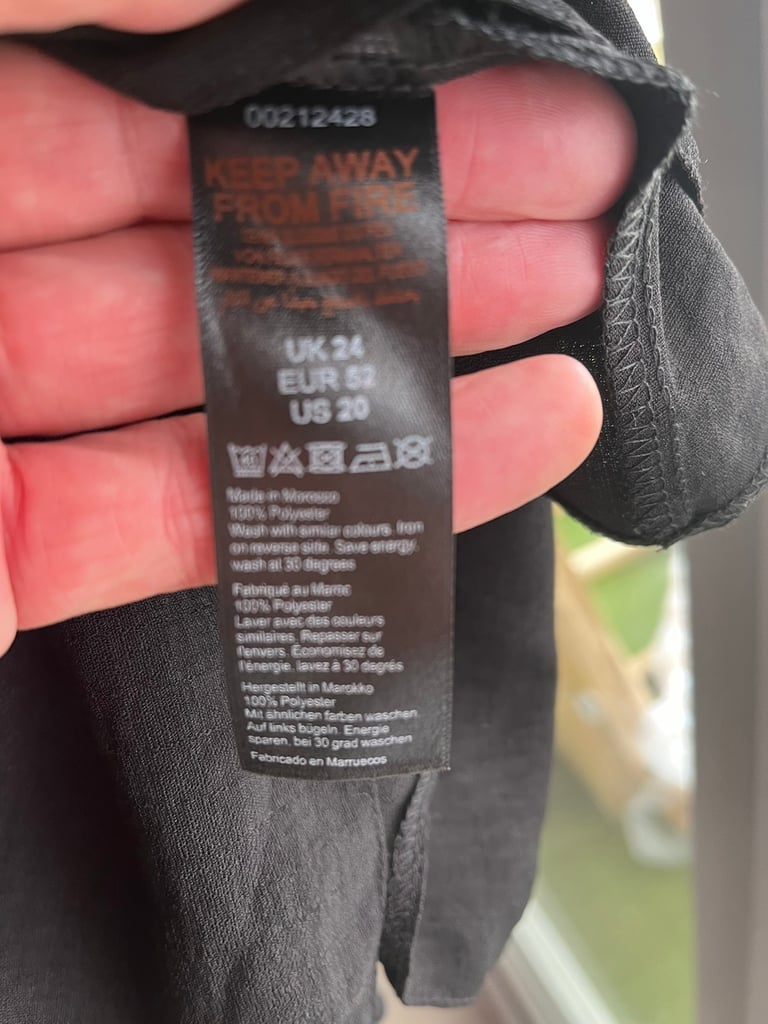 00212428
KEEP AWAY
FROM FIRE
UK 24
EUR 52
US 20
Made in Morocco
100% Polyester
Wash with similar colours. Iron
on reverse side. Save energy,
wash at 30 degrees
Fabriqué au Maroc
100% Polyester
Laver avec des couleurs
similaires. Repasser sur
l'envers. Économisez de
l'énergie. lavez à 30 degrés
Hergestellt in Marokko
100% Polyester
Mit ähnlichen farben waschen.
Auf links bügeln. Energie
sparen, bei 30 grad waschen
Fabricado en Marruecos